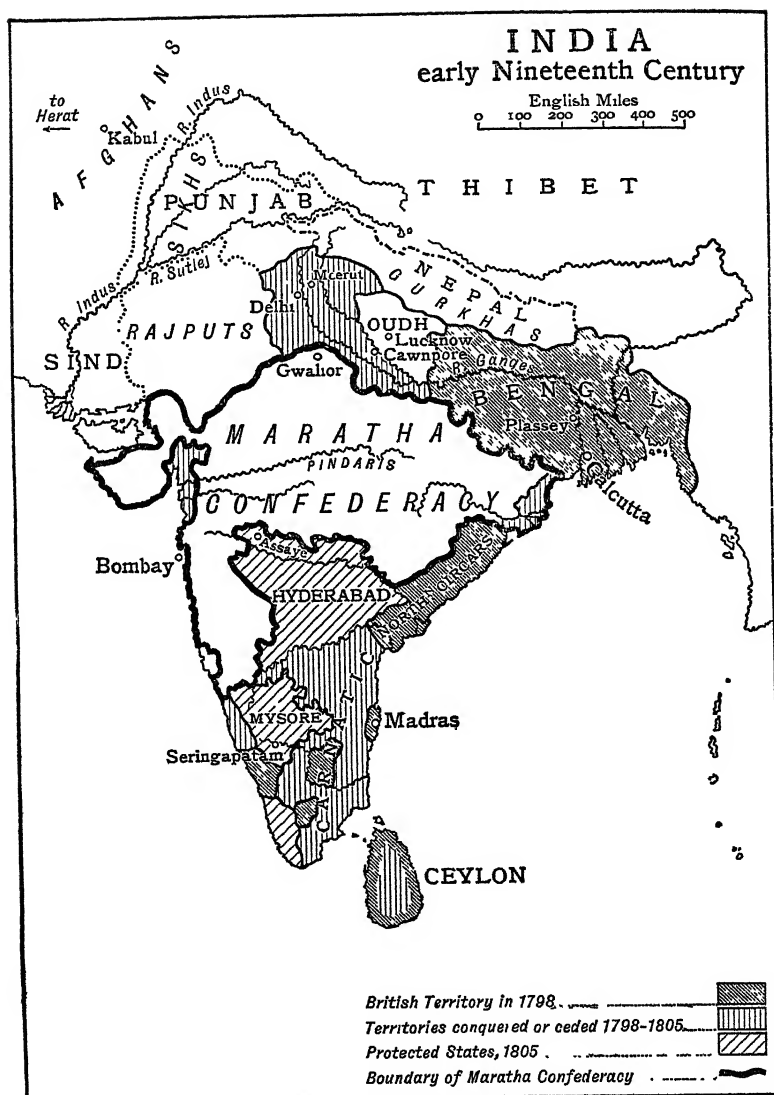 INDIA
early Nineteenth Century
English Miles
0 100 200 300 400 500
to
Herat
AFGHANS
Kabul
R. Indus
THIBET
PUNJAB
SIKHS
R. Sutlej
R. Indus
Meerut
Delhi
NEPAL
GURKHAS
RAJPUTS
OUDH
Lucknow
Cawnpore
SIND
Gwalior
R. Ganges
BENGAL
Plassey
Calcutta
MARATHA
PINDARIS
CONFEDERACY
Bombay
Assaye
HYDERABAD
NORTHN CIRCARS
CARNATIC
MYSORE
Madras
Seringapatam
CEYLON
British Territory in 1798
Territories conquered or ceded 1798-1805
Protected States, 1805
Boundary of Maratha Confederacy